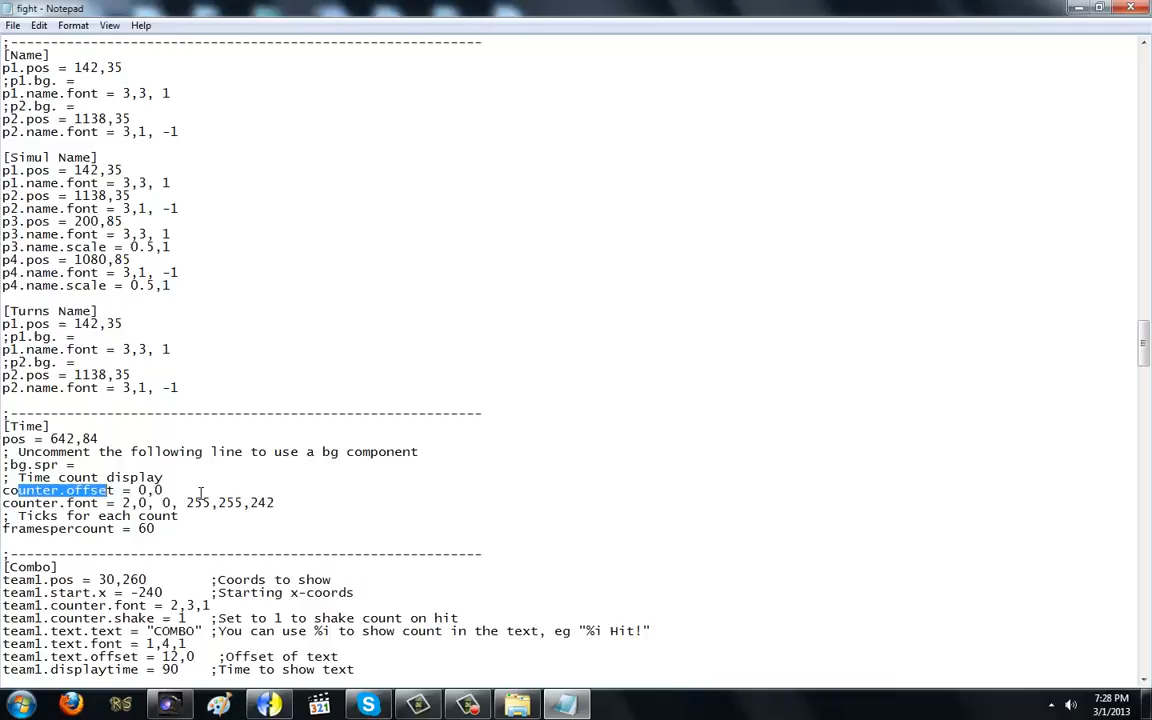 fight - Notepad
File Edit Format View Help
;-----------------------------------------------------------
[Name]
p1.pos = 142,35
;p1.bg. =
p1.name.font = 3,3, 1
;p2.bg. =
p2.pos = 1138,35
p2.name.font = 3,1, -1
[Simul Name]
p1.pos = 142,35
p1.name.font = 3,3, 1
p2.pos = 1138,35
p2.name.font = 3,1, -1
p3.pos = 200,85
p3.name.font = 3,3, 1
p3.name.scale = 0.5,1
p4.pos = 1080,85
p4.name.font = 3,1, -1
p4.name.scale = 0.5,1
[Turns Name]
p1.pos = 142,35
;p1.bg. =
p1.name.font = 3,3, 1
;p2.bg. =
p2.pos = 1138,35
p2.name.font = 3,1, -1
;-----------------------------------------------------------
[Time]
pos = 642,84
; Uncomment the following line to use a bg component
;bg.spr =
; Time count display
counter.offset = 0,0
counter.font = 2,0, 0, 255,255,242
; Ticks for each count
framespercount = 60
;-----------------------------------------------------------
[Combo]
team1.pos = 30,260 ;Coords to show
team1.start.x = -240 ;Starting x-coords
team1.counter.font = 2,3,1
team1.counter.shake = 1 ;Set to 1 to shake count on hit
team1.text.text = "COMBO" ;You can use %i to show count in the text, eg "%i Hit!"
team1.text.font = 1,4,1
team1.text.offset = 12,0 ;Offset of text
team1.displaytime = 90 ;Time to show text
RS
321
7:28 PM
3/1/2013